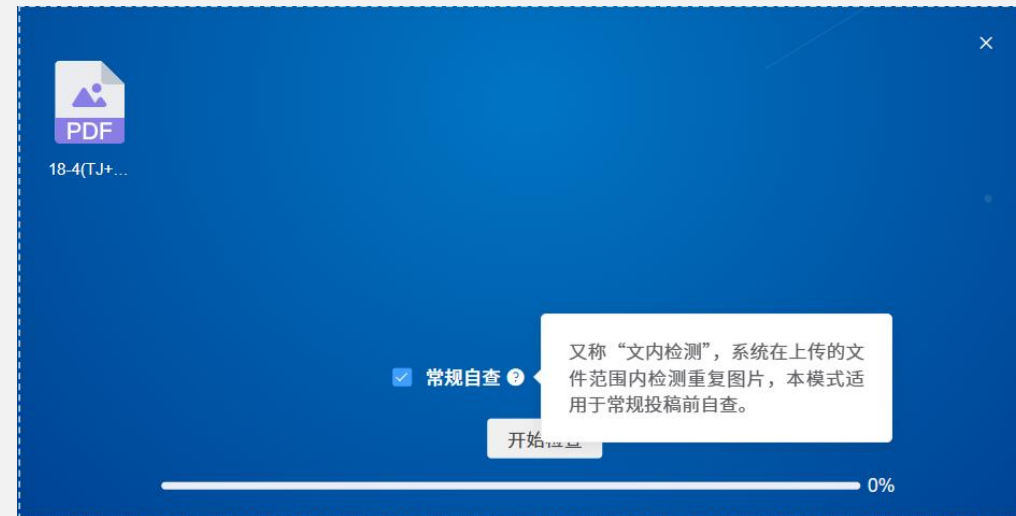 PDF
18-4(TJ+...
常规自查 ?
又称“文内检测”，系统在上传的文
件范围内检测重复图片，本模式适
用于常规投稿前自查。
开始检查
0%